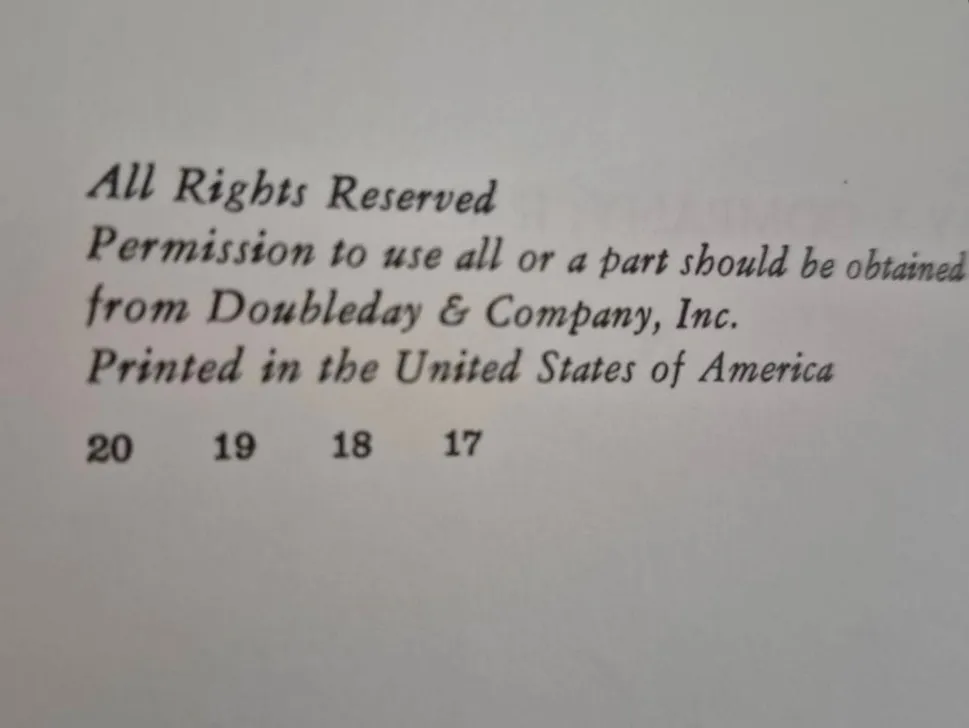 All Rights Reserved
Permission to use all or a part should be obtained
from Doubleday & Company, Inc.
Printed in the United States of America
20 19 18 17